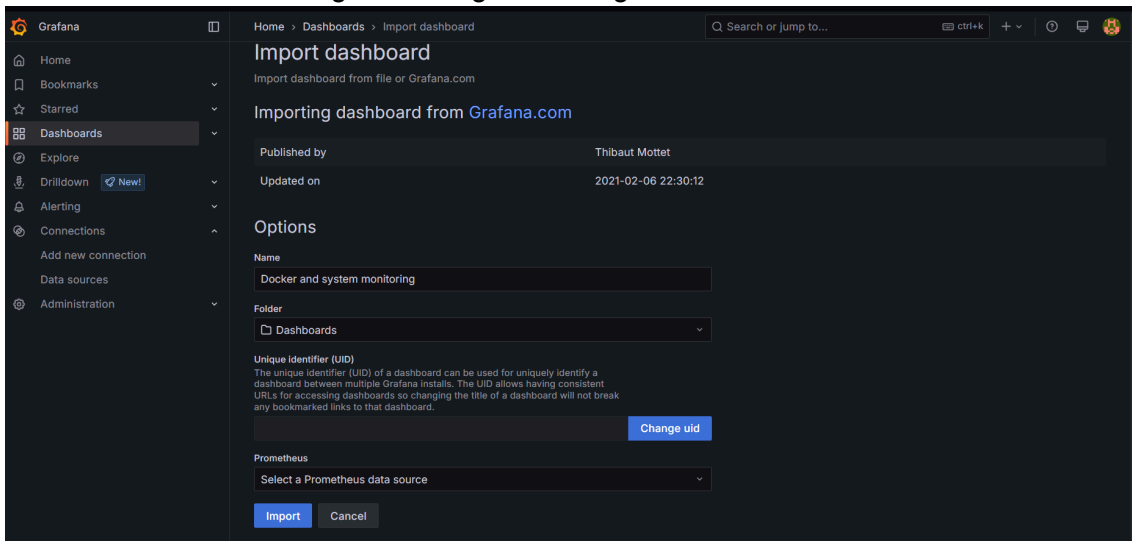 Grafana
Home › Dashboards › Import dashboard
Search or jump to...
ctrl+k
Home
Bookmarks
Starred
Dashboards
Explore
Drilldown New!
Alerting
Connections
Add new connection
Data sources
Administration
Import dashboard
Import dashboard from file or Grafana.com
Importing dashboard from Grafana.com
Published by Thibaut Mottet
Updated on 2021-02-06 22:30:12
Options
Name
Docker and system monitoring
Folder
Dashboards
Unique identifier (UID)
The unique identifier (UID) of a dashboard can be used for uniquely identify a
dashboard between multiple Grafana installs. The UID allows having consistent
URLs for accessing dashboards so changing the title of a dashboard will not break
any bookmarked links to that dashboard.
Change uid
Prometheus
Select a Prometheus data source
Import Cancel